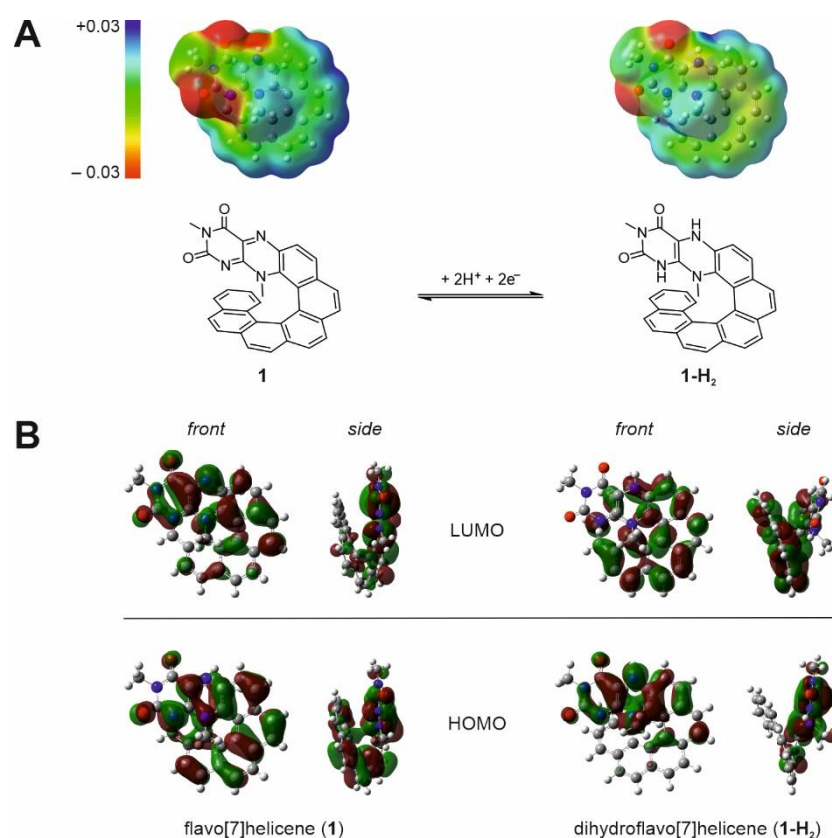 A
+0.03
– 0.03
O
N
N
O
N
N
1
+ 2H⁺ + 2e⁻
O
H
N
N
O
N
H
N
1-H₂
B
front
side
front
side
LUMO
HOMO
flavo[7]helicene (1)
dihydroflavo[7]helicene (1-H₂)